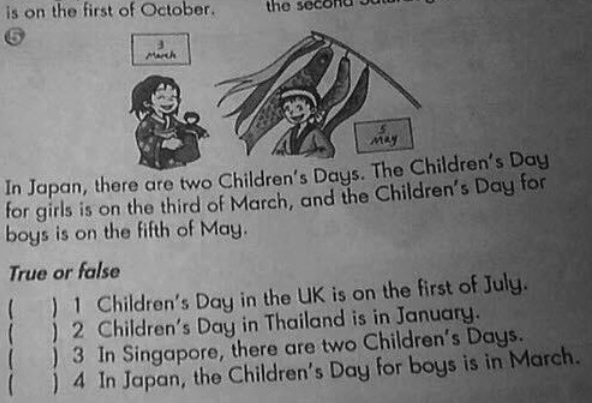 is on the first of October. the second
5
3
March
5
May
In Japan, there are two Children's Days. The Children's Day
for girls is on the third of March, and the Children's Day for
boys is on the fifth of May.
True or false
( ) 1 Children's Day in the UK is on the first of July.
( ) 2 Children's Day in Thailand is in January.
( ) 3 In Singapore, there are two Children's Days.
( ) 4 In Japan, the Children's Day for boys is in March.